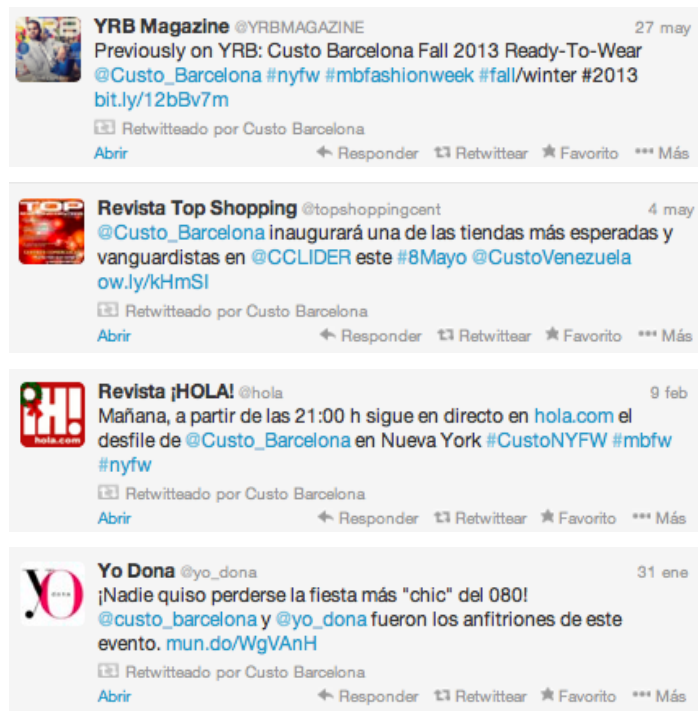 YRB
YRB Magazine @YRBMAGAZINE 27 may
Previously on YRB: Custo Barcelona Fall 2013 Ready-To-Wear
@Custo_Barcelona #nyfw #mbfashionweek #fall/winter #2013
bit.ly/12bBv7m
Retwitteado por Custo Barcelona
Abrir Responder Retwittear Favorito Más
TOP
Revista Top Shopping @topshoppingcent 4 may
@Custo_Barcelona inaugurará una de las tiendas más esperadas y
vanguardistas en @CCLIDER este #8Mayo @CustoVenezuela
ow.ly/kHmSI
Retwitteado por Custo Barcelona
Abrir Responder Retwittear Favorito Más
¡H!
hola.com
Revista ¡HOLA! @hola 9 feb
Mañana, a partir de las 21:00 h sigue en directo en hola.com el
desfile de @Custo_Barcelona en Nueva York #CustoNYFW #mbfw
#nyfw
Retwitteado por Custo Barcelona
Abrir Responder Retwittear Favorito Más
yo
dona
Yo Dona @yo_dona 31 ene
¡Nadie quiso perderse la fiesta más "chic" del 080!
@custo_barcelona y @yo_dona fueron los anfitriones de este
evento. mun.do/WgVAnH
Retwitteado por Custo Barcelona
Abrir Responder Retwittear Favorito Más